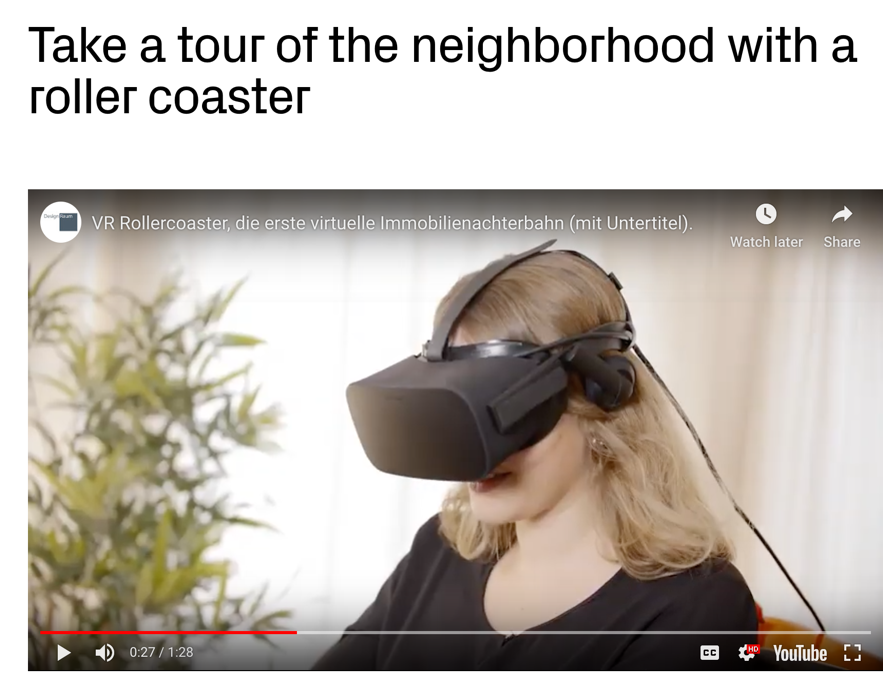 Take a tour of the neighborhood with a
roller coaster
DesignRaum
VR Rollercoaster, die erste virtuelle Immobilienachterbahn (mit Untertitel).
Watch later
Share
0:27 / 1:28
CC
HD
YouTube